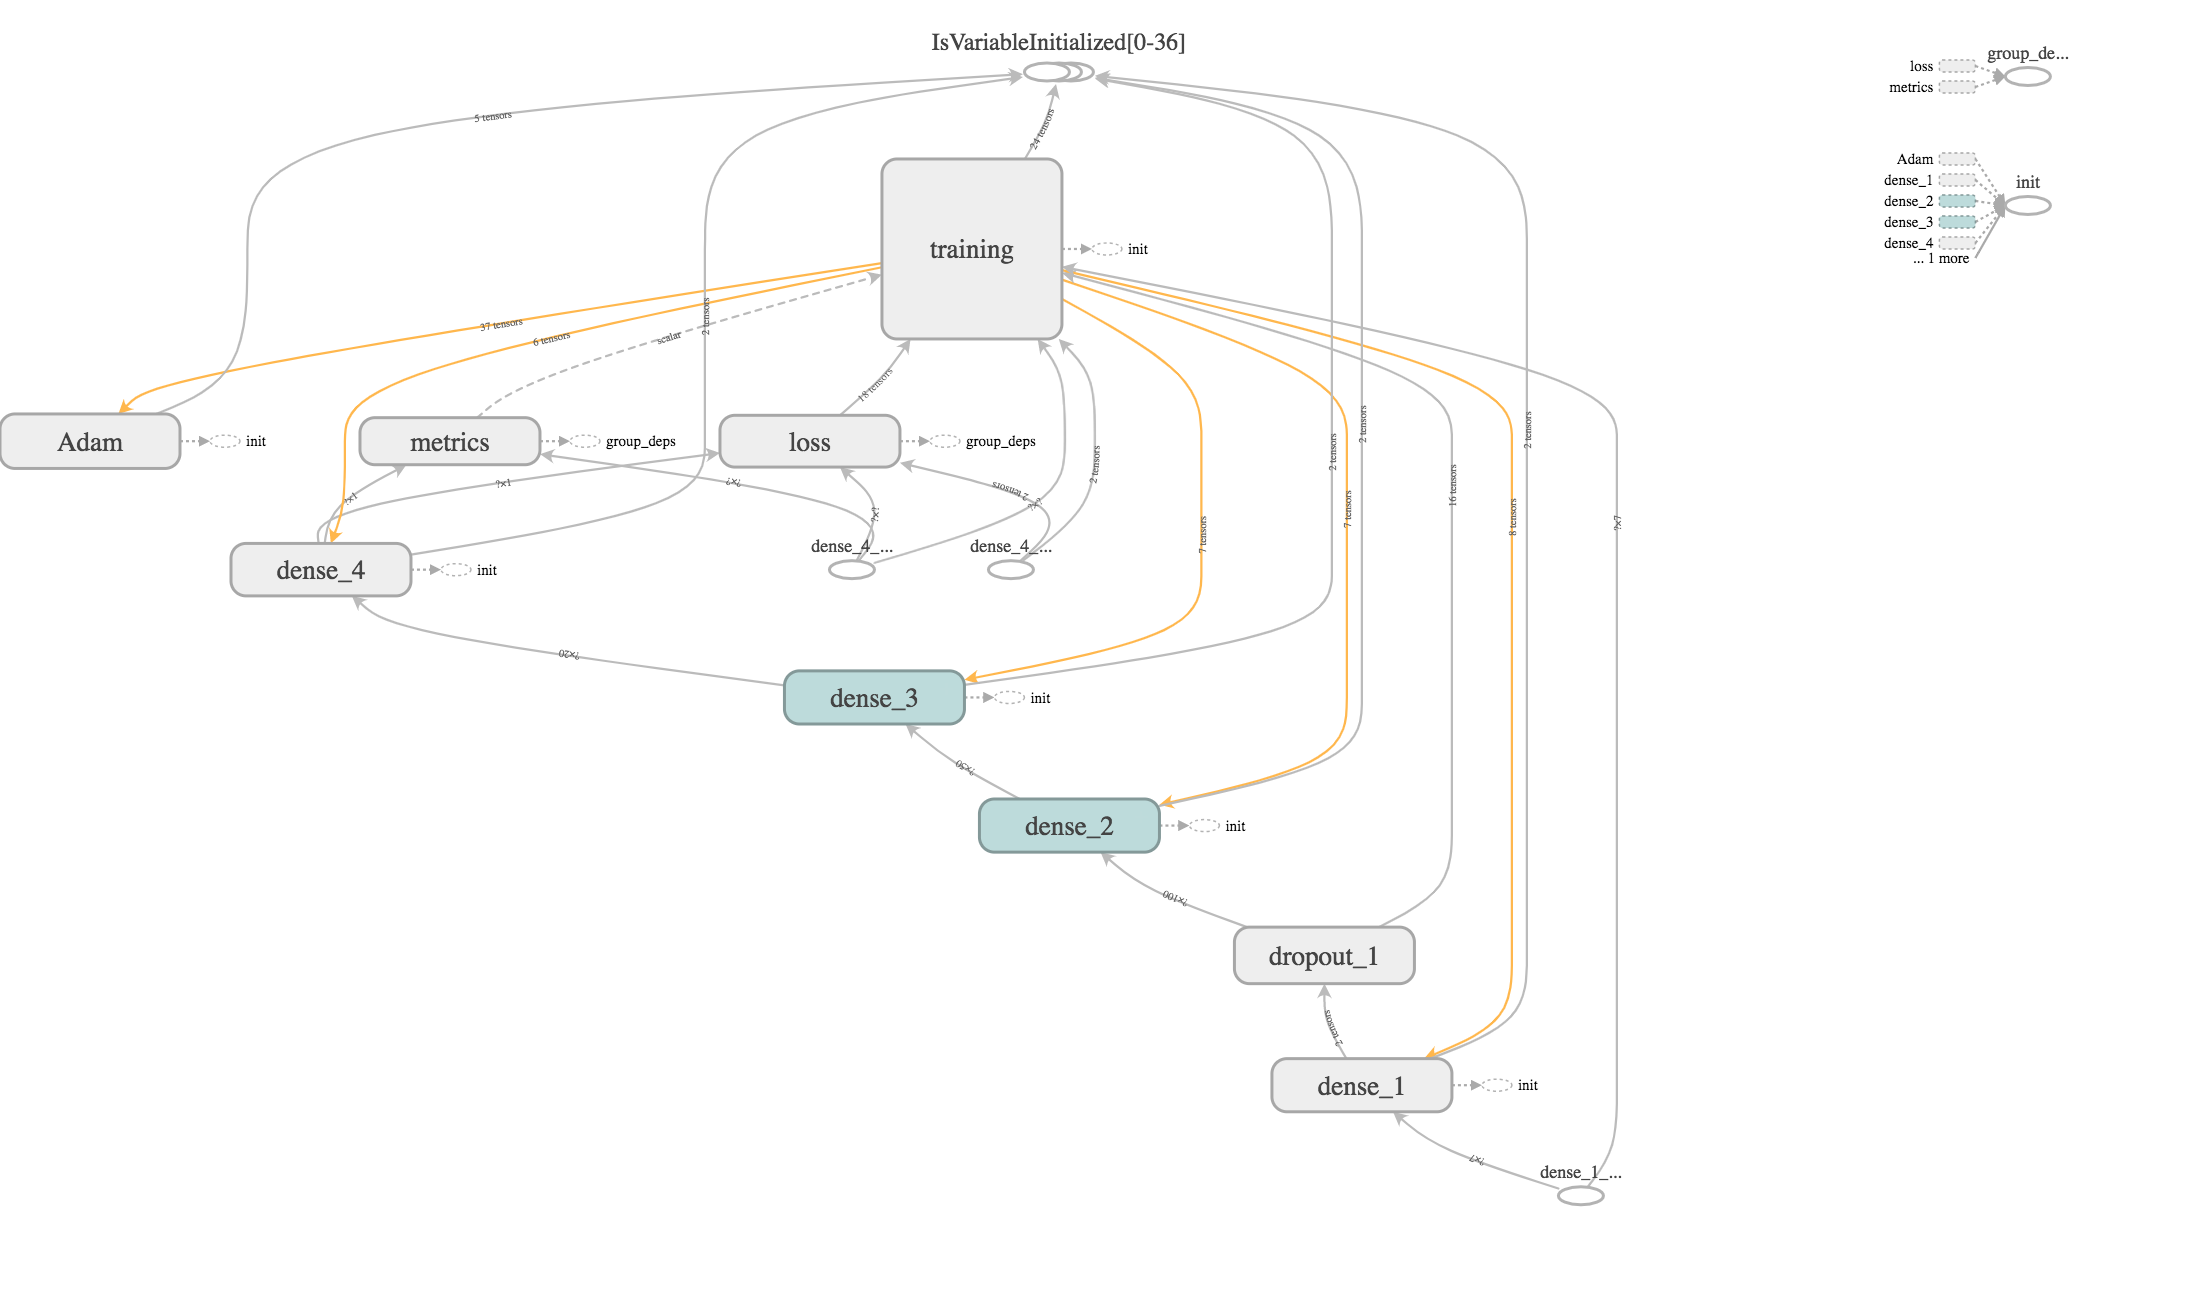 IsVariableInitialized[0-36]
group_de...
loss
metrics
5 tensors
24 tensors
Adam
dense_1
dense_2
dense_3
dense_4
... 1 more
init
training
init
37 tensors
6 tensors
scalar
2 tensors
18 tensors
Adam
init
metrics
group_deps
loss
group_deps
2 tensors
2 tensors
2 tensors
2 tensors
?×1
?×1
?×?
?×?
2 tensors
?×?
16 tensors
7 tensors
7 tensors
8 tensors
?×7
dense_4
init
dense_4_...
dense_4_...
?×20
dense_3
init
?×50
dense_2
init
?×100
dropout_1
2 tensors
dense_1
init
?×7
dense_1_...